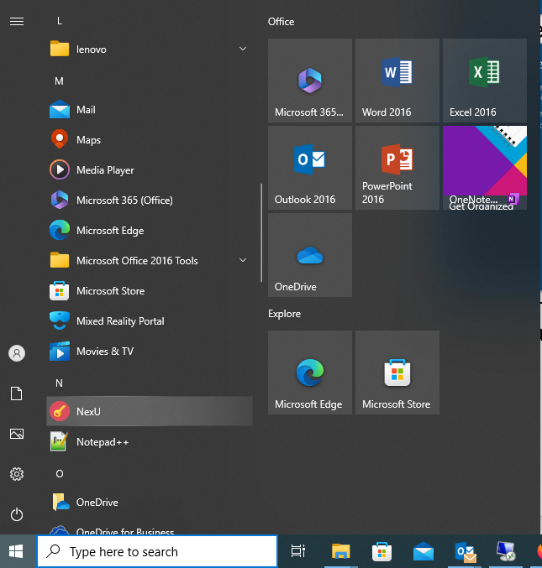 L
lenovo
M
Mail
Maps
Media Player
Microsoft 365 (Office)
Microsoft Edge
Microsoft Office 2016 Tools
Microsoft Store
Mixed Reality Portal
Movies & TV
N
NexU
Notepad++
O
OneDrive
OneDrive for Business
Office
Microsoft 365...
Word 2016
Excel 2016
Outlook 2016
PowerPoint
2016
OneNote...
Get Organized
OneDrive
Explore
Microsoft Edge
Microsoft Store
Type here to search